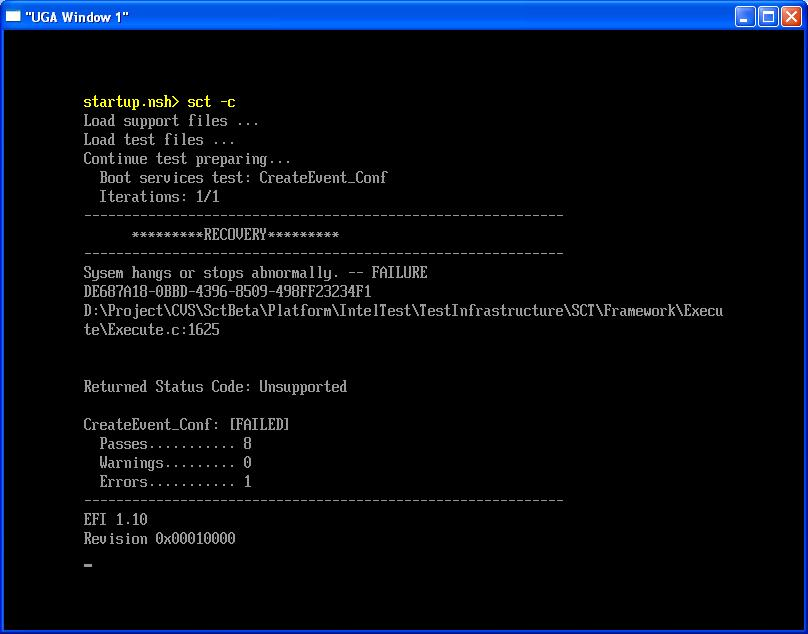 "UGA Window 1"
startup.nsh> sct -c
Load support files ...
Load test files ...
Continue test preparing...
Boot services test: CreateEvent_Conf
Iterations: 1/1
------------------------------------------------------------
*********RECOVERY*********
------------------------------------------------------------
Sysem hangs or stops abnormally. -- FAILURE
DE687A18-0BBD-4396-8509-498FF23234F1
D:\Project\CVS\SctBeta\Platform\IntelTest\TestInfrastructure\SCT\Framework\Execu
te\Execute.c:1625
Returned Status Code: Unsupported
CreateEvent_Conf: [FAILED]
Passes........... 8
Warnings......... 0
Errors........... 1
------------------------------------------------------------
EFI 1.10
Revision 0x00010000
_